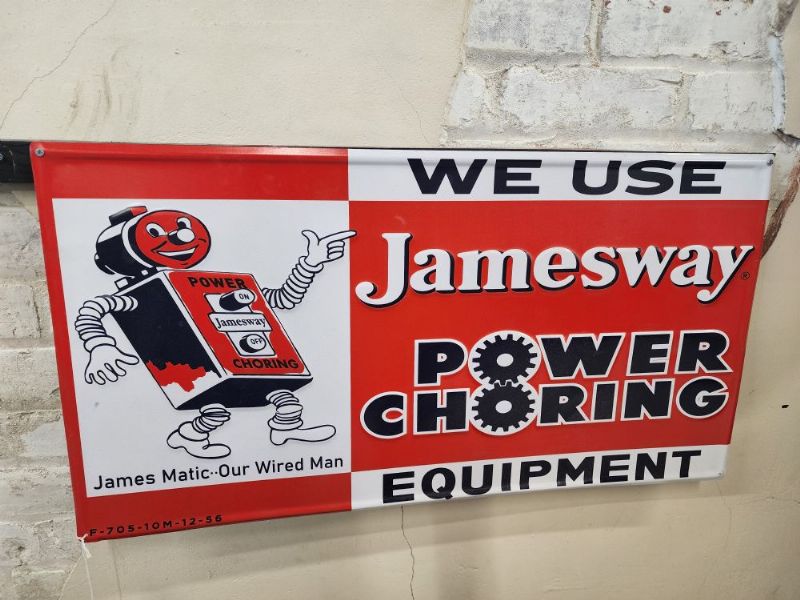 WE USE
Jamesway®
POWER
CHORING
EQUIPMENT
POWER
ON
Jamesway
OFF
CHORING
James Matic··Our Wired Man
F-705-10M-12-56